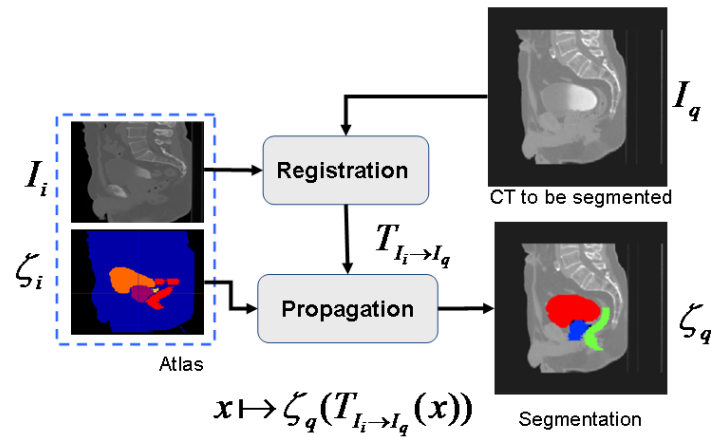 I_q
Registration
CT to be segmented
I_i
T_{I_i→I_q}
ζ_i
Propagation
ζ_q
Atlas
x ↦ ζ_q(T_{I_i→I_q}(x))
Segmentation